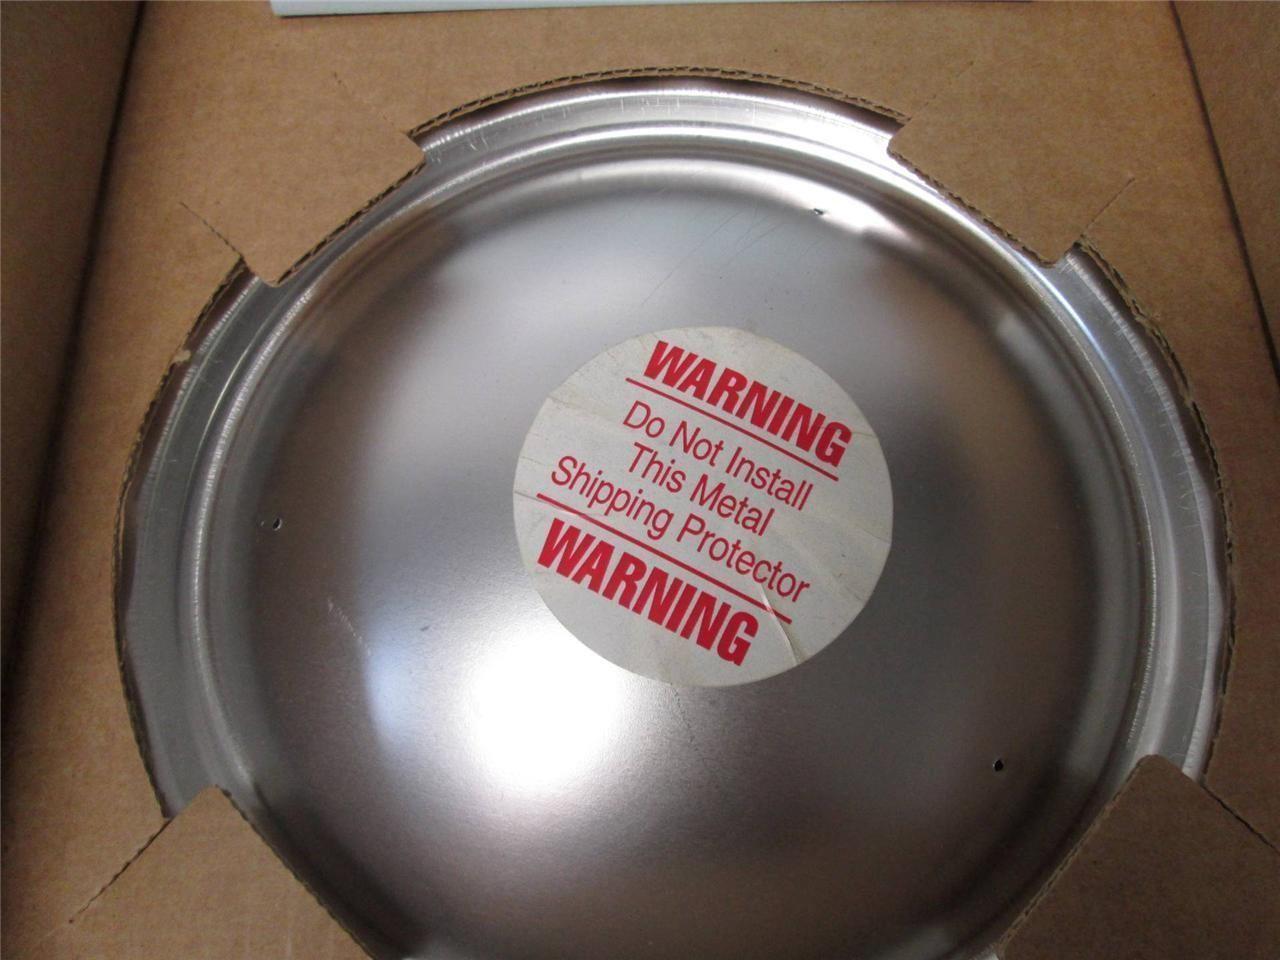 WARNING
Do Not Install
This Metal
Shipping Protector
WARNING